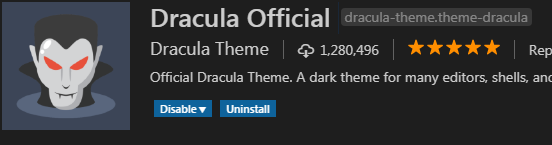 Dracula Official dracula-theme.theme-dracula
Dracula Theme | 1,280,496 | ★★★★★ | Rep
Official Dracula Theme. A dark theme for many editors, shells, and
Disable ▾ Uninstall